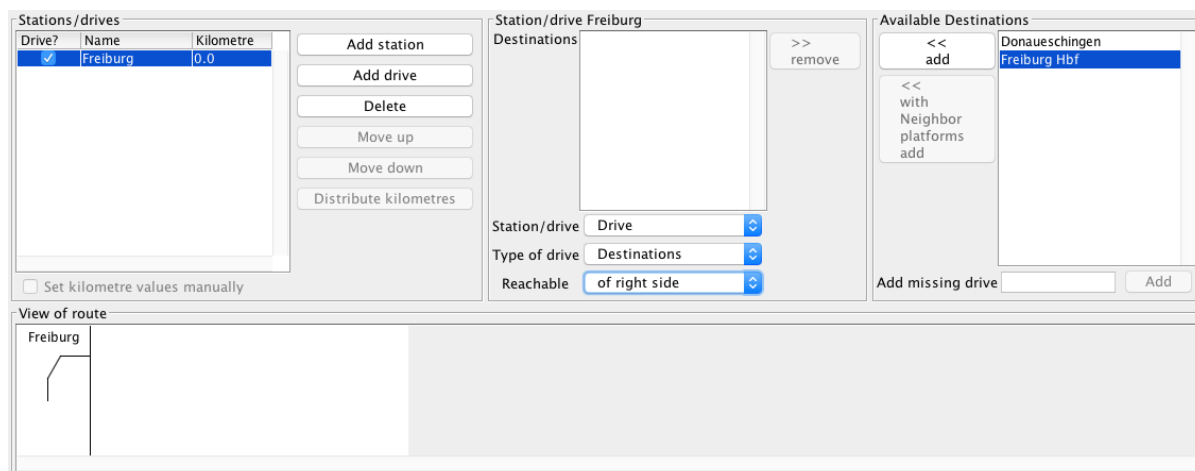 Stations/drives
Drive? Name Kilometre
Freiburg 0.0
Add station
Add drive
Delete
Move up
Move down
Distribute kilometres
Set kilometre values manually
Station/drive Freiburg
Destinations
>>
remove
Station/drive Drive
Type of drive Destinations
Reachable of right side
Available Destinations
<<
add
<<
with
Neighbor
platforms
add
Donaueschingen
Freiburg Hbf
Add missing drive Add
View of route
Freiburg